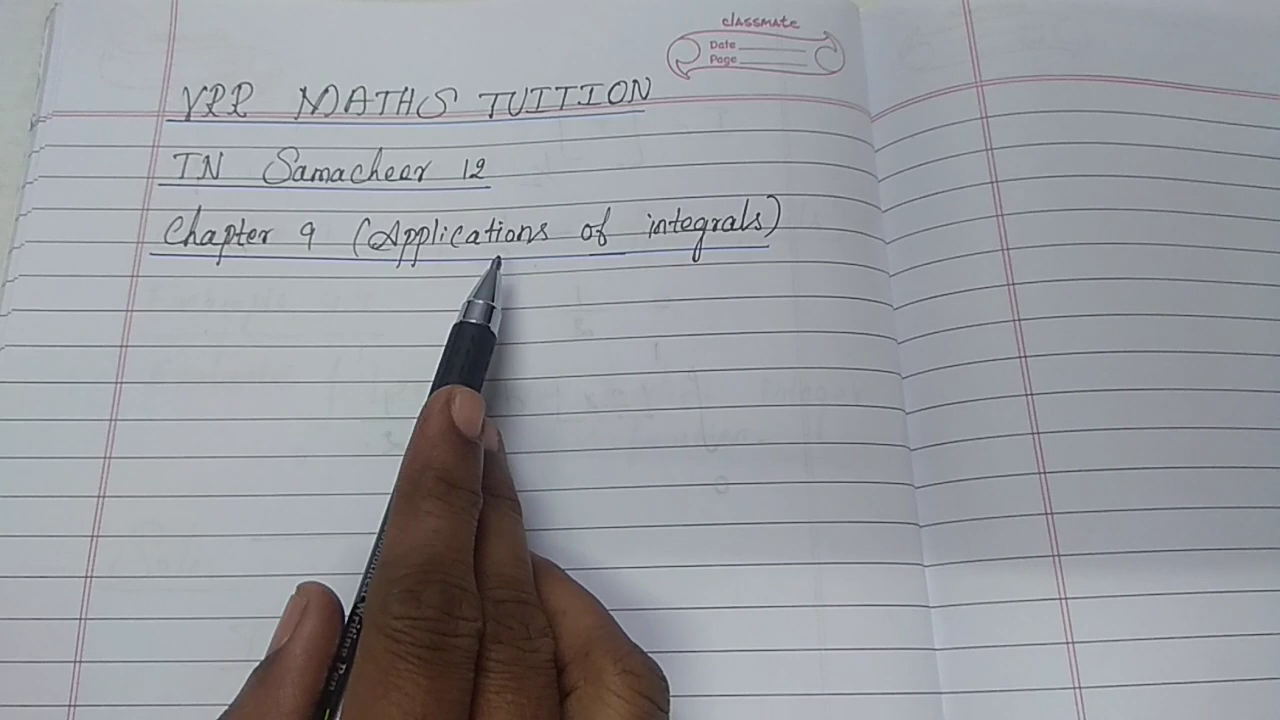 classmate
Date
Page
VRR MATHS TUITION
TN Samacheer 12
Chapter 9 (Applications of integrals)